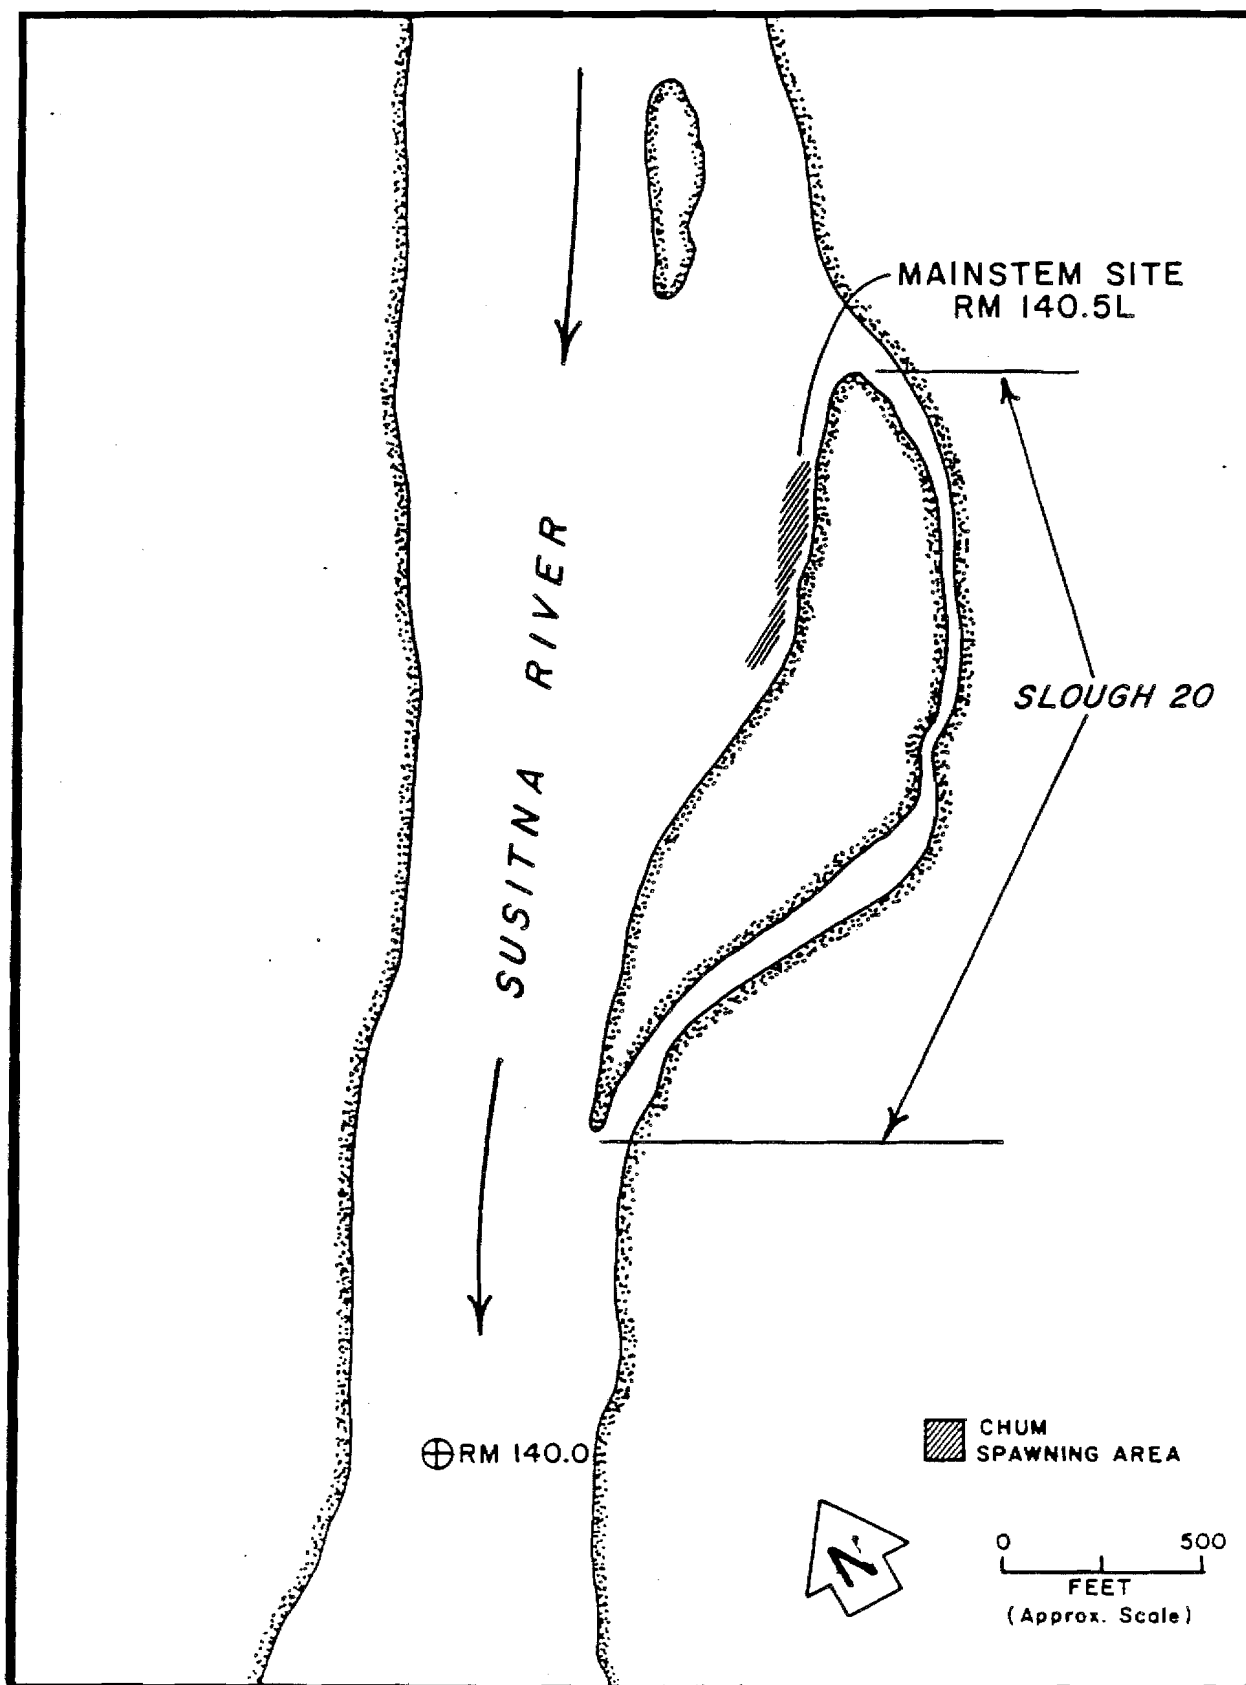 MAINSTEM SITE
RM 140.5L
SUSITNA RIVER
SLOUGH 20
RM 140.0
CHUM
SPAWNING AREA
N
0 500
FEET
(Approx. Scale)